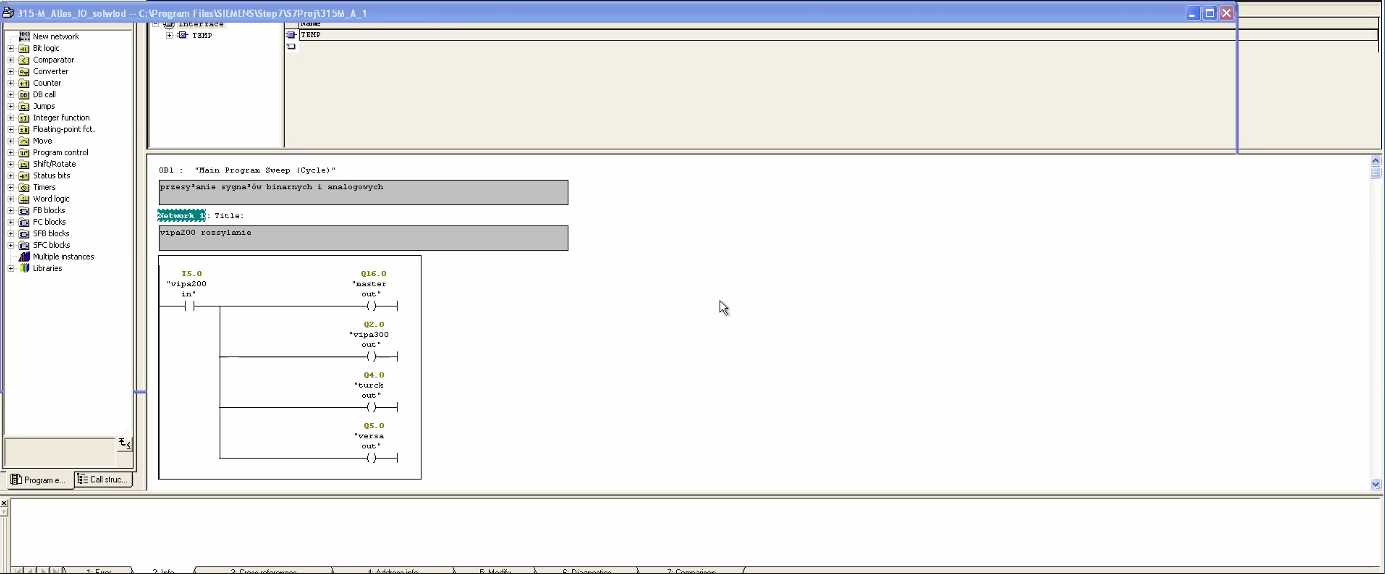 315-M_Alles_IO_solwlod -- C:\Program Files\SIEMENS\Step7\S7Proj\315M_A_1
Interface
TEMP
Name
TEMP
New network
Bit logic
Comparator
Converter
Counter
DB call
Jumps
Integer function
Floating-point fct.
Move
Program control
Shift/Rotate
Status bits
Timers
Word logic
FB blocks
FC blocks
SFB blocks
SFC blocks
Multiple instances
Libraries
Program e...
Call struc...
OB1 : "Main Program Sweep (Cycle)"
przesy³anie sygna³ów binarnych i analogowych
Network 1: Title:
vipa200 rozsylanie
I5.0
"vipa200
in"
Q16.0
"master
out"
Q2.0
"vipa300
out"
Q4.0
"turck
out"
Q5.0
"versa
out"
1: Error
2: Info
3: Cross-references
4: Address info.
5: Modify
6: Diagnostics
7: Comparison